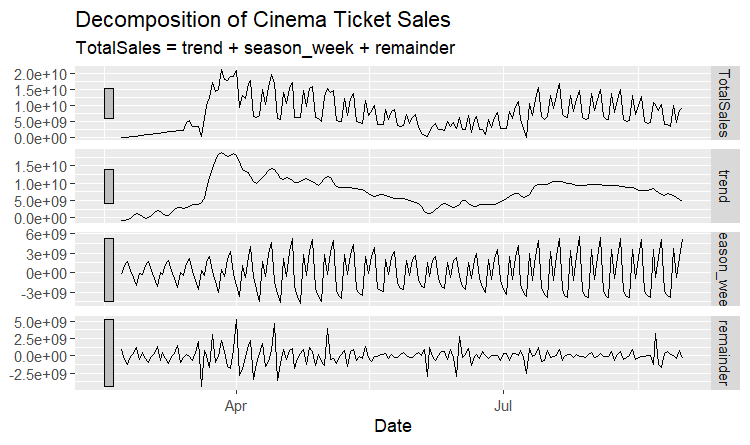 Decomposition of Cinema Ticket Sales
TotalSales = trend + season_week + remainder
2.0e+10
1.5e+10
1.0e+10
5.0e+09
0.0e+00
TotalSales
1.5e+10
1.0e+10
5.0e+09
0.0e+00
trend
6e+09
3e+09
0e+00
-3e+09
eason_wee
5.0e+09
2.5e+09
0.0e+00
-2.5e+09
remainder
Apr
Jul
Date